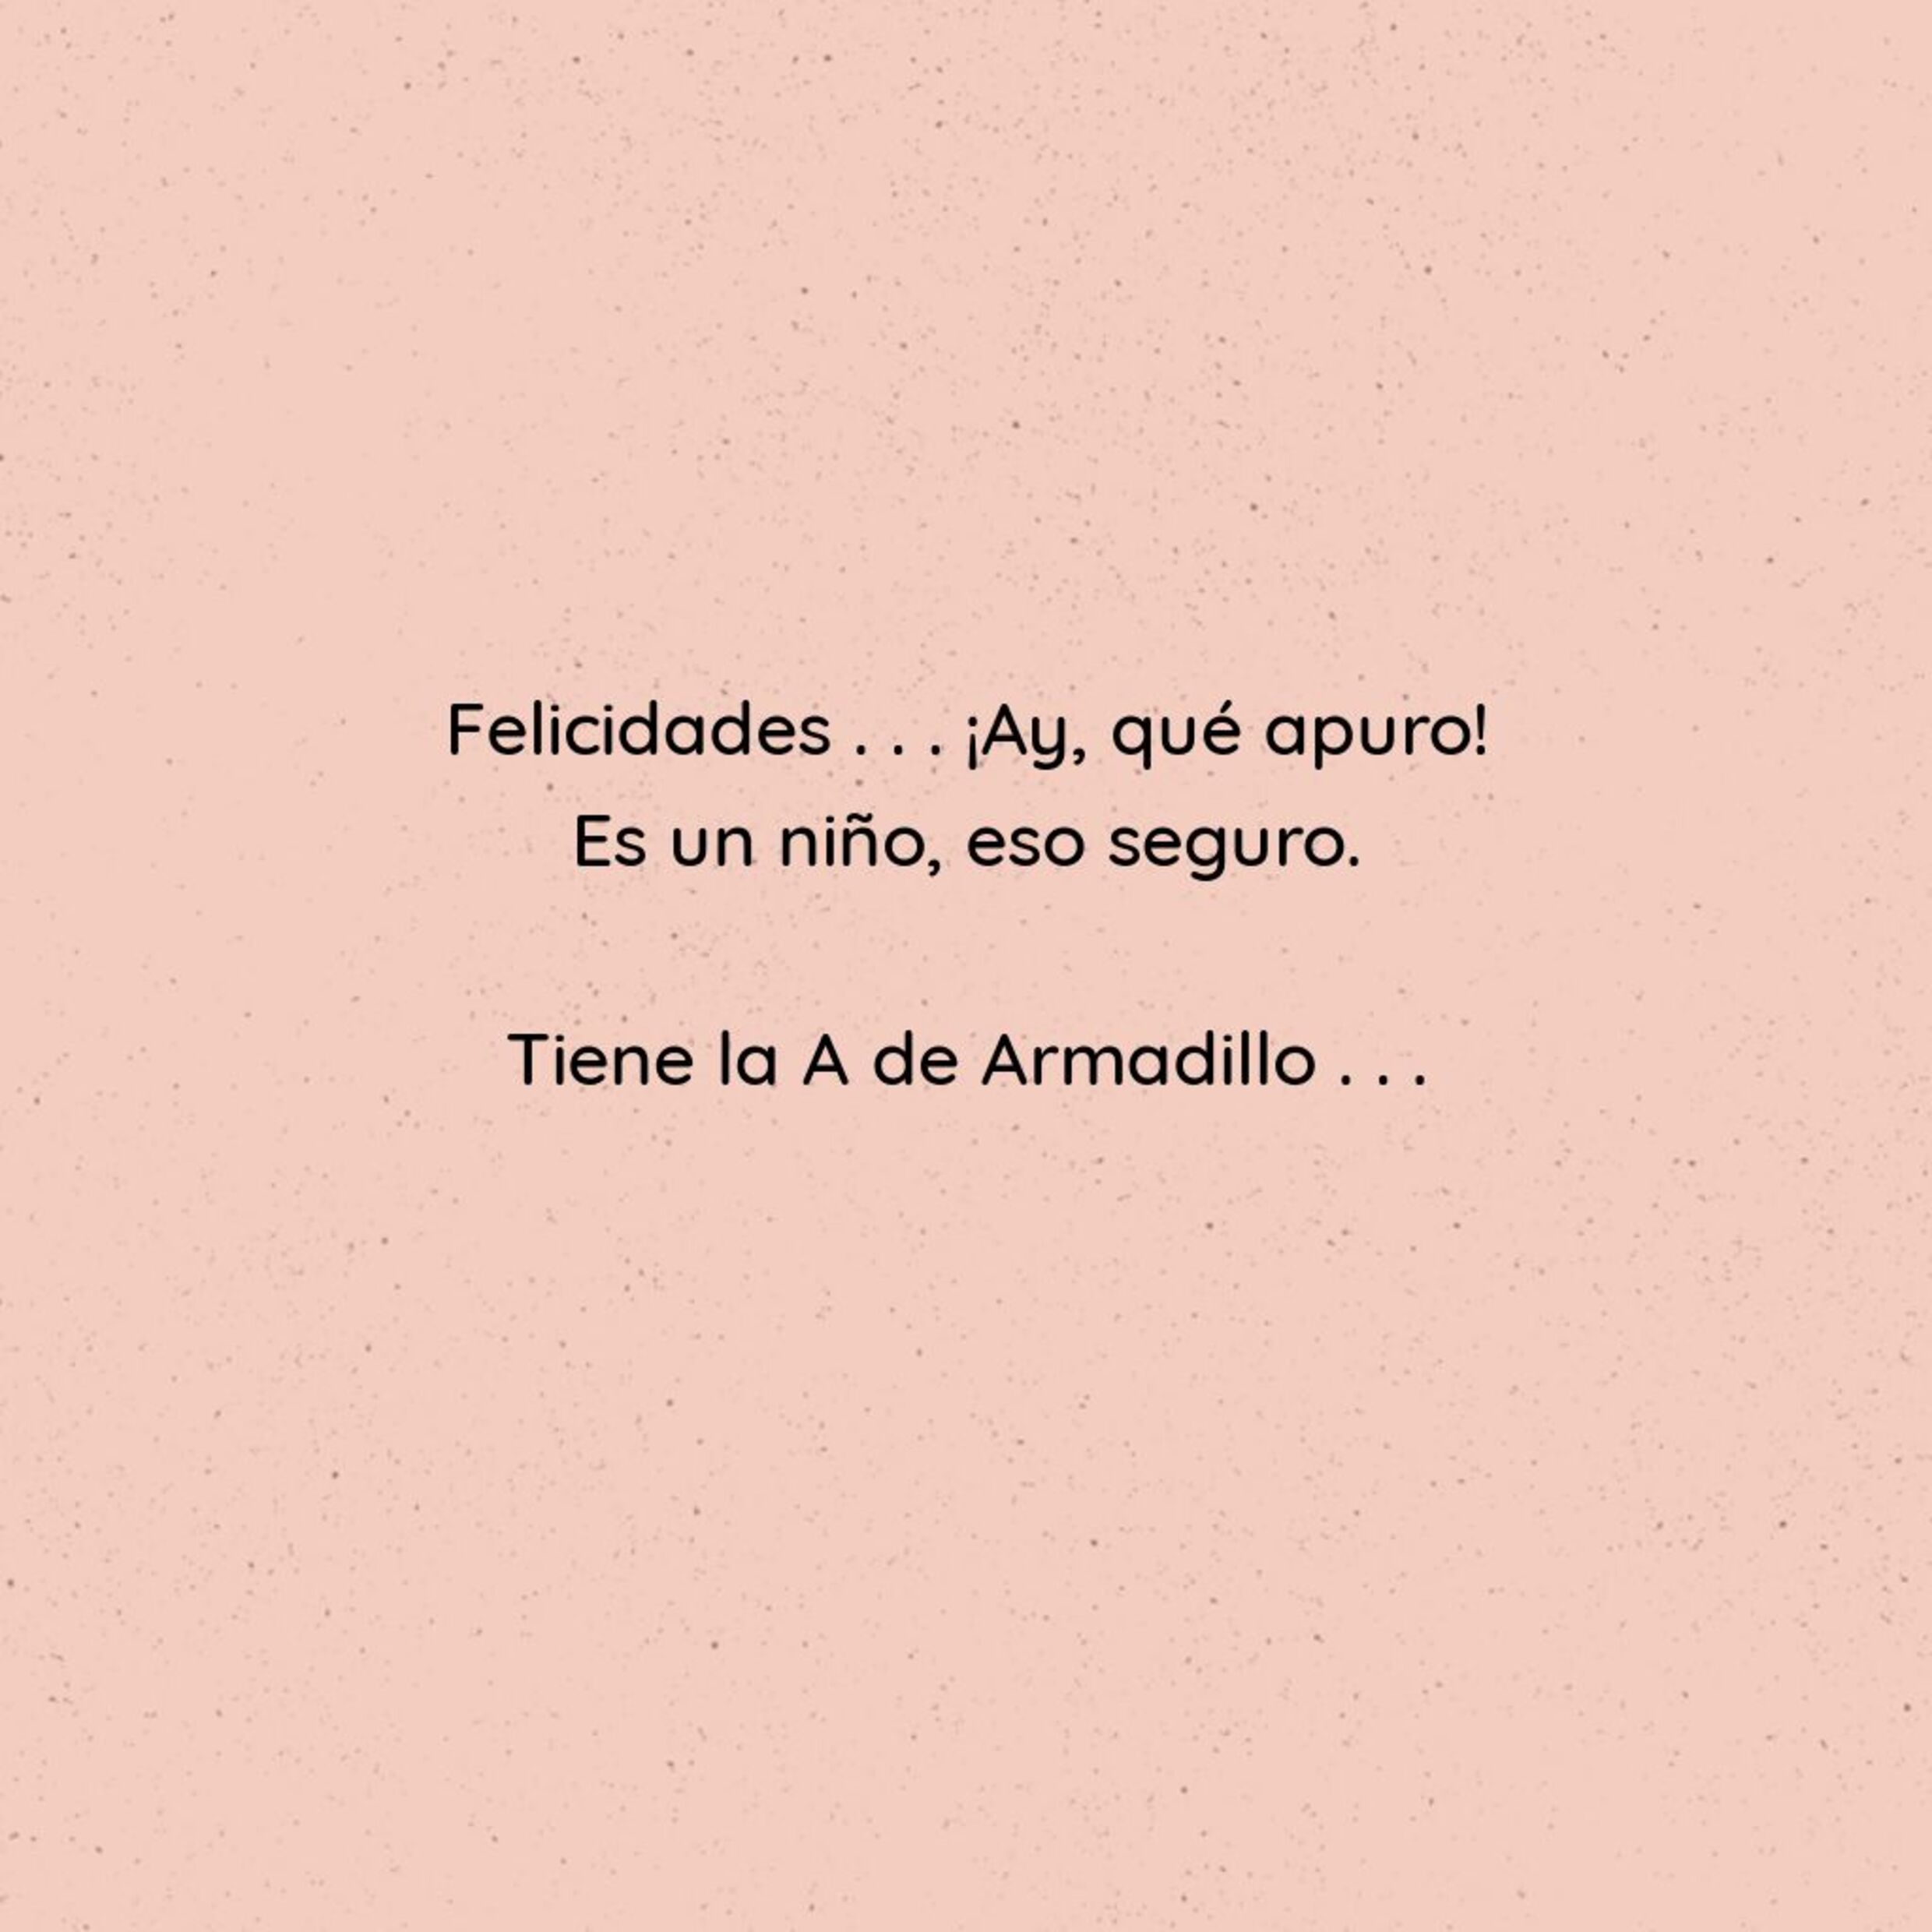 Felicidades . . . ¡Ay, qué apuro!
Es un niño, eso seguro.
Tiene la A de Armadillo . . .